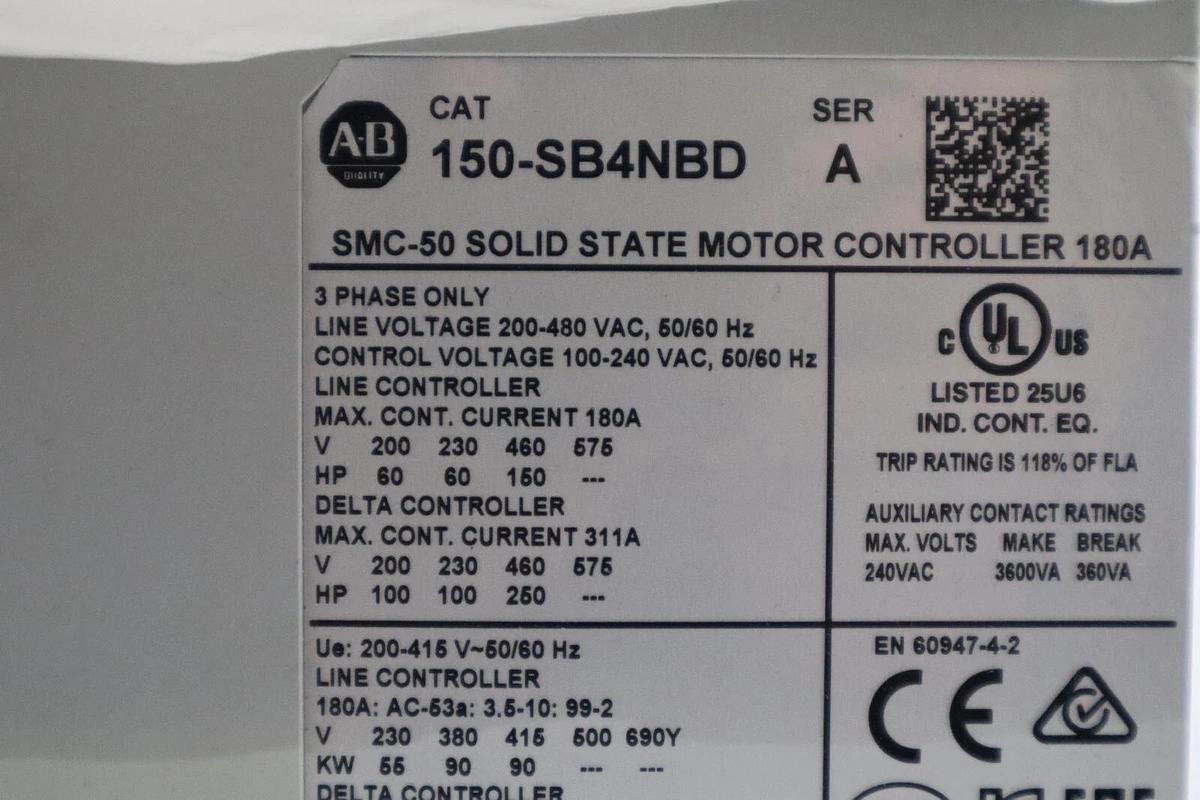 CAT SER
A-B QUALITY 150-SB4NBD A
SMC-50 SOLID STATE MOTOR CONTROLLER 180A
3 PHASE ONLY
LINE VOLTAGE 200-480 VAC, 50/60 Hz
CONTROL VOLTAGE 100-240 VAC, 50/60 Hz
LINE CONTROLLER
MAX. CONT. CURRENT 180A
V 200 230 460 575
HP 60 60 150 ---
DELTA CONTROLLER
MAX. CONT. CURRENT 311A
V 200 230 460 575
HP 100 100 250 ---
C UL US
LISTED 25U6
IND. CONT. EQ.
TRIP RATING IS 118% OF FLA
AUXILIARY CONTACT RATINGS
MAX. VOLTS MAKE BREAK
240VAC 3600VA 360VA
Ue: 200-415 V~50/60 Hz
LINE CONTROLLER
180A: AC-53a: 3.5-10: 99-2
V 230 380 415 500 690Y
KW 55 90 90 --- ---
DELTA CONTROLLER
EN 60947-4-2
CE